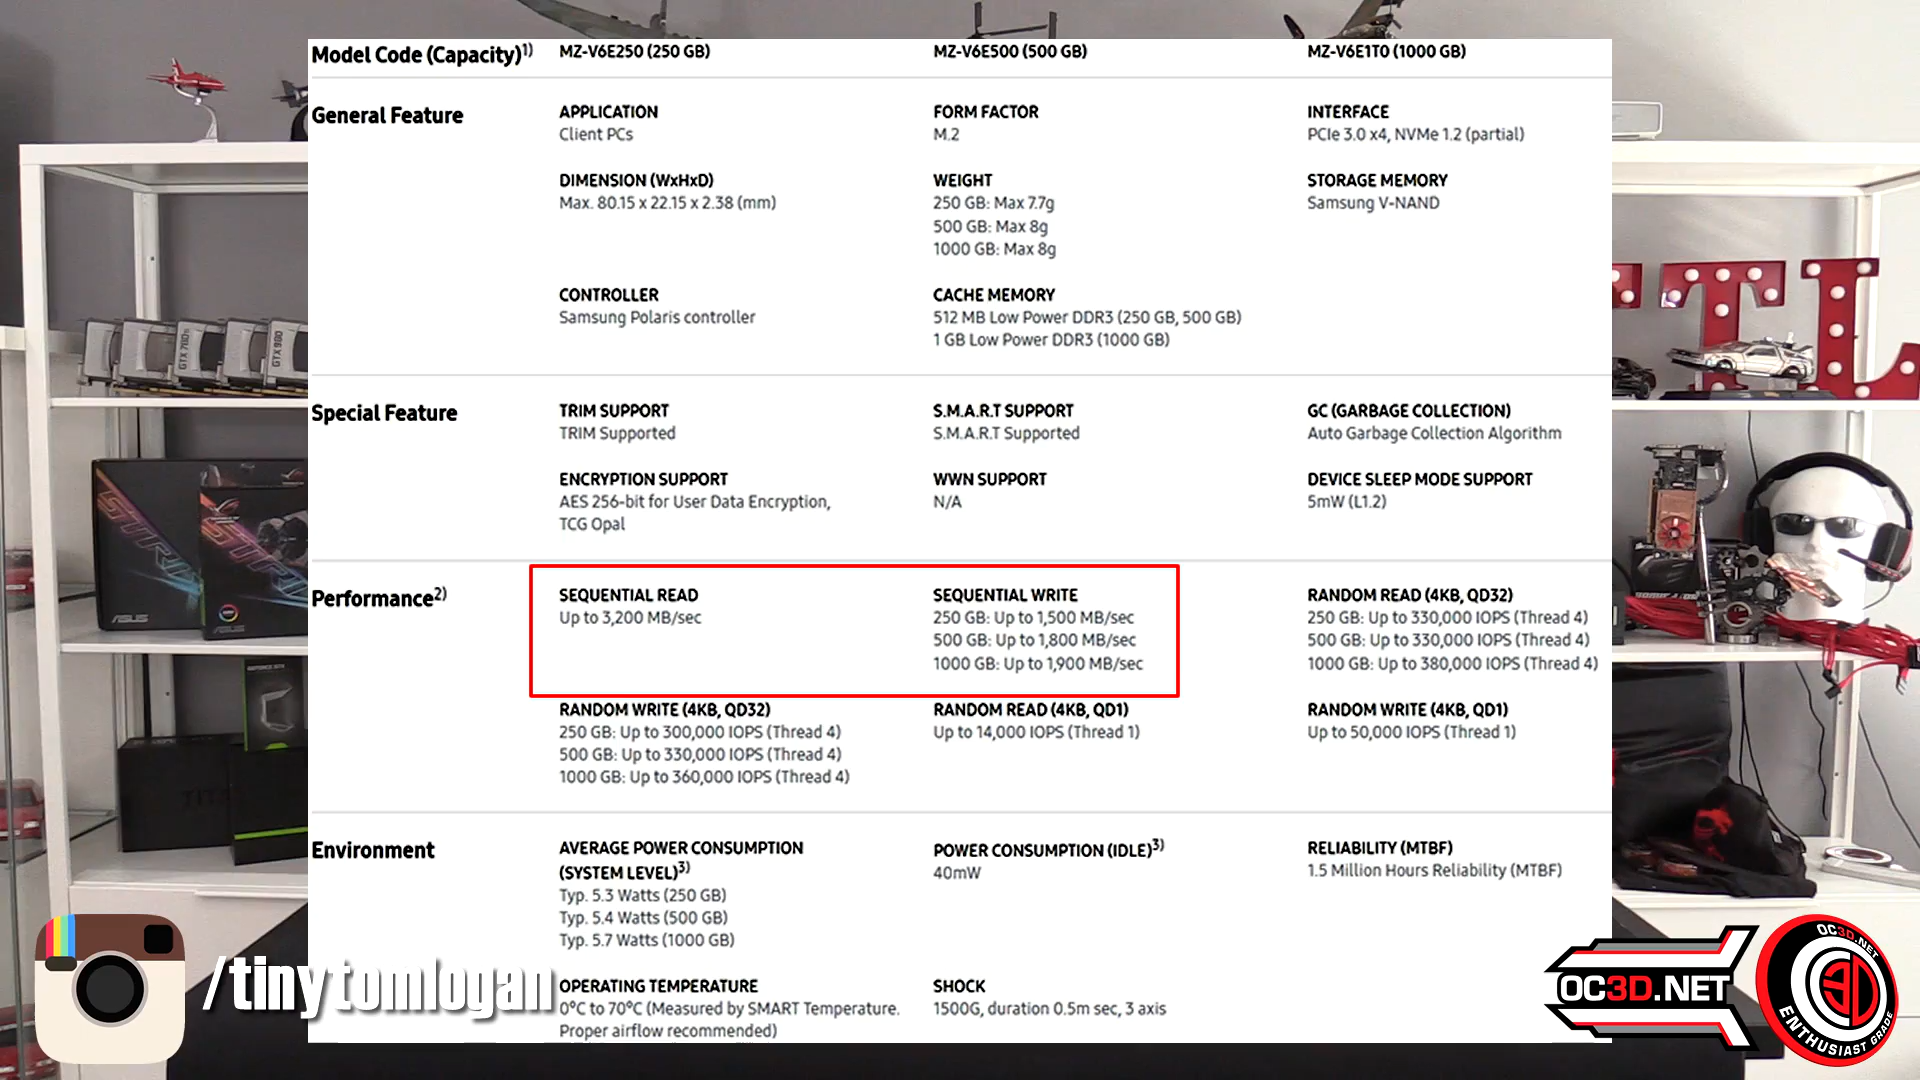 Model Code (Capacity)1) MZ-V6E250 (250 GB) MZ-V6E500 (500 GB) MZ-V6E1T0 (1000 GB)
General Feature
APPLICATION FORM FACTOR INTERFACE
Client PCs M.2 PCIe 3.0 x4, NVMe 1.2 (partial)
DIMENSION (WxHxD) WEIGHT STORAGE MEMORY
Max. 80.15 x 22.15 x 2.38 (mm) 250 GB: Max 7.7g Samsung V-NAND
500 GB: Max 8g
1000 GB: Max 8g
CONTROLLER CACHE MEMORY
Samsung Polaris controller 512 MB Low Power DDR3 (250 GB, 500 GB)
1 GB Low Power DDR3 (1000 GB)
Special Feature
TRIM SUPPORT S.M.A.R.T SUPPORT GC (GARBAGE COLLECTION)
TRIM Supported S.M.A.R.T Supported Auto Garbage Collection Algorithm
ENCRYPTION SUPPORT WWN SUPPORT DEVICE SLEEP MODE SUPPORT
AES 256-bit for User Data Encryption, N/A 5mW (L1.2)
TCG Opal
Performance2)
SEQUENTIAL READ SEQUENTIAL WRITE RANDOM READ (4KB, QD32)
Up to 3,200 MB/sec 250 GB: Up to 1,500 MB/sec 250 GB: Up to 330,000 IOPS (Thread 4)
500 GB: Up to 1,800 MB/sec 500 GB: Up to 330,000 IOPS (Thread 4)
1000 GB: Up to 1,900 MB/sec 1000 GB: Up to 380,000 IOPS (Thread 4)
RANDOM WRITE (4KB, QD32) RANDOM READ (4KB, QD1) RANDOM WRITE (4KB, QD1)
250 GB: Up to 300,000 IOPS (Thread 4) Up to 14,000 IOPS (Thread 1) Up to 50,000 IOPS (Thread 1)
500 GB: Up to 330,000 IOPS (Thread 4)
1000 GB: Up to 360,000 IOPS (Thread 4)
Environment
AVERAGE POWER CONSUMPTION POWER CONSUMPTION (IDLE)3) RELIABILITY (MTBF)
(SYSTEM LEVEL)3) 40mW 1.5 Million Hours Reliability (MTBF)
Typ. 5.3 Watts (250 GB)
Typ. 5.4 Watts (500 GB)
Typ. 5.7 Watts (1000 GB)
OPERATING TEMPERATURE SHOCK
0°C to 70°C (Measured by SMART Temperature. 1500G, duration 0.5m sec, 3 axis
Proper airflow recommended)
/tinytomlogan
OC3D.NET
OC3D.NET
3D
ENTHUSIAST GRADE
GTX 780
GTX 980
STRIX
STRIX
ASUS
ASUS
TITAN
TL